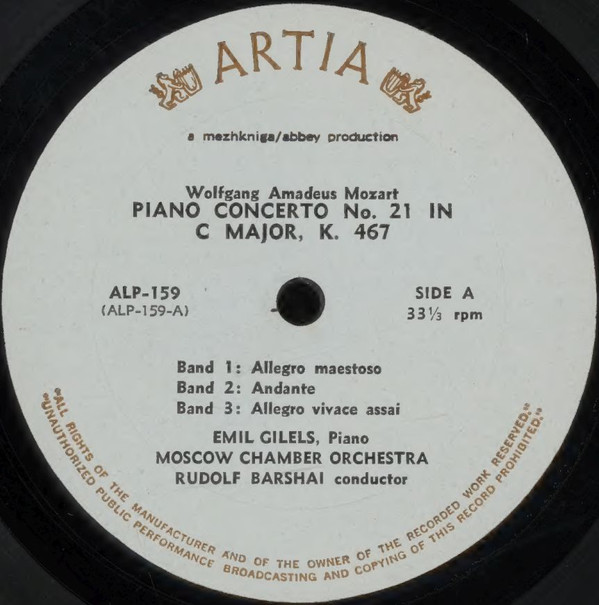 ARTIA
a mezhkniga/abbey production
Wolfgang Amadeus Mozart
PIANO CONCERTO No. 21 IN
C MAJOR, K. 467
ALP-159
(ALP-159-A)
SIDE A
33⅓ rpm
Band 1: Allegro maestoso
Band 2: Andante
Band 3: Allegro vivace assai
EMIL GILELS, Piano
MOSCOW CHAMBER ORCHESTRA
RUDOLF BARSHAI conductor
"ALL RIGHTS OF THE MANUFACTURER AND OF THE OWNER OF THE RECORDED WORK RESERVED."
"UNAUTHORIZED PUBLIC PERFORMANCE BROADCASTING AND COPYING OF THIS RECORD PROHIBITED."